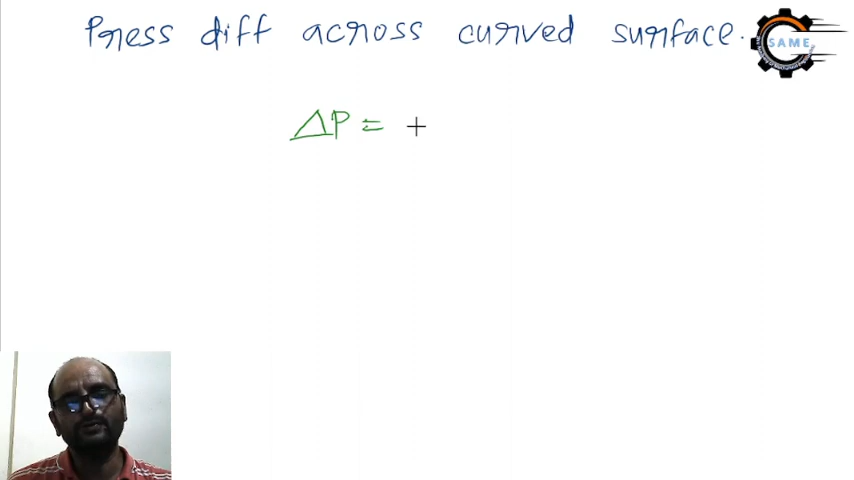 Press diff across curved surface.
SAME
ΔP =